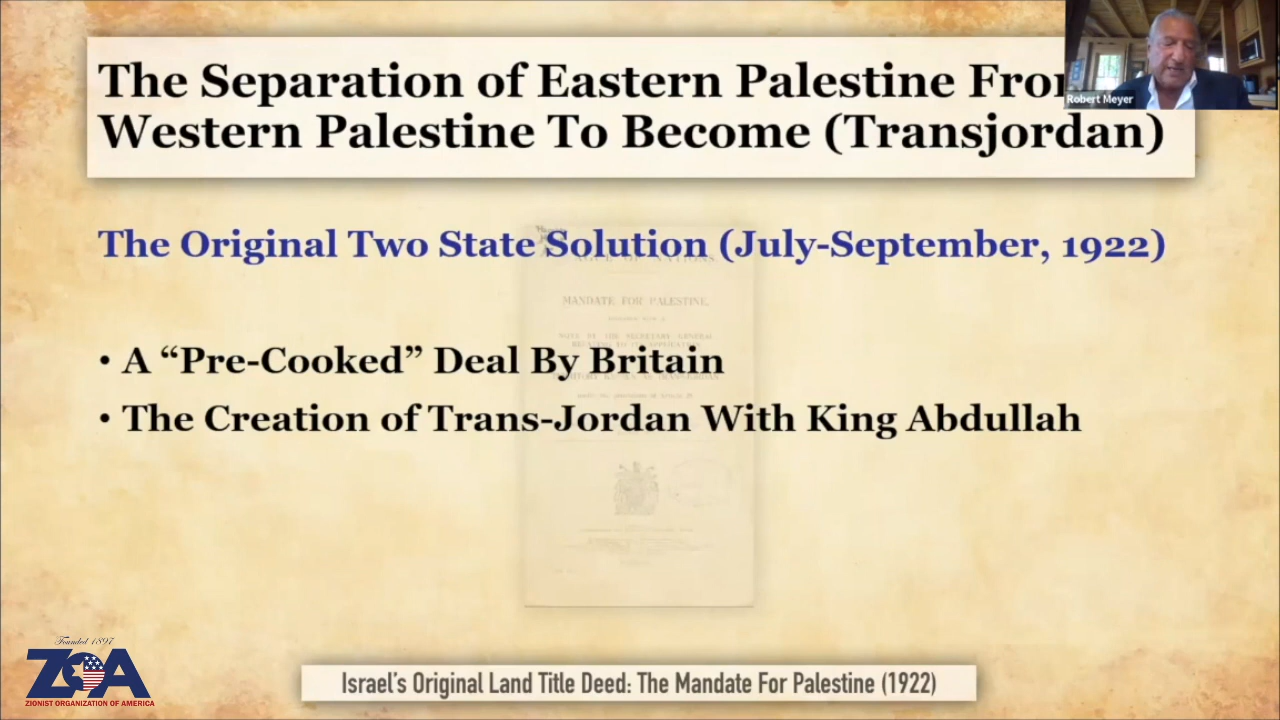 The Separation of Eastern Palestine Fro
Robert Meyer
Western Palestine To Become (Transjordan)
The Original Two State Solution (July-September, 1922)
MANDATE FOR PALESTINE,
• A “Pre-Cooked” Deal By Britain
• The Creation of Trans-Jordan With King Abdullah
Founded 1897
ZOA
ZIONIST ORGANIZATION OF AMERICA
Israel’s Original Land Title Deed: The Mandate For Palestine (1922)